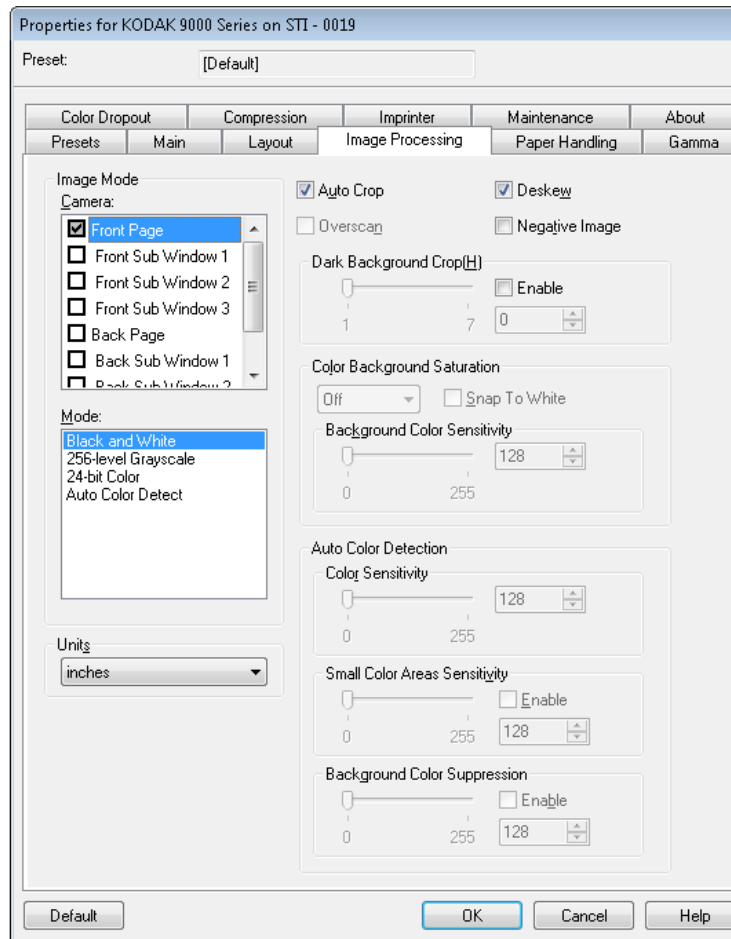 Properties for KODAK 9000 Series on STI - 0019
Preset: [Default]
Color Dropout Compression Imprinter Maintenance About
Presets Main Layout Image Processing Paper Handling Gamma
Image Mode
Camera:
Front Page
Front Sub Window 1
Front Sub Window 2
Front Sub Window 3
Back Page
Back Sub Window 1
Back Sub Window 2
Mode:
Black and White
256-level Grayscale
24-bit Color
Auto Color Detect
Units
inches
Auto Crop Deskew
Overscan Negative Image
Dark Background Crop(H)
Enable
1 7 0
Color Background Saturation
Off Snap To White
Background Color Sensitivity
128
0 255
Auto Color Detection
Color Sensitivity
128
0 255
Small Color Areas Sensitivity
Enable
0 255 128
Background Color Suppression
Enable
0 255 128
Default OK Cancel Help